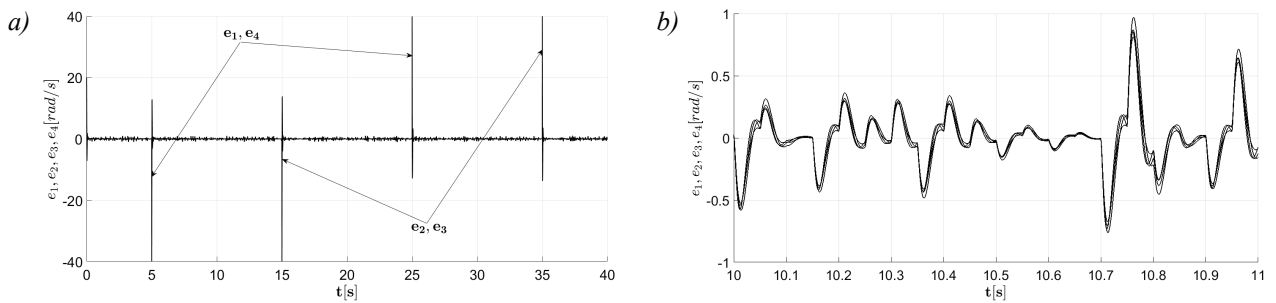 a)
e₁, e₂, e₃, e₄[rad/s]
40
20
0
-20
-40
e₁, e₄
e₂, e₃
0 5 10 15 20 25 30 35 40
t[s]
b)
e₁, e₂, e₃, e₄[rad/s]
1
0.5
0
-0.5
-1
10 10.1 10.2 10.3 10.4 10.5 10.6 10.7 10.8 10.9 11
t[s]